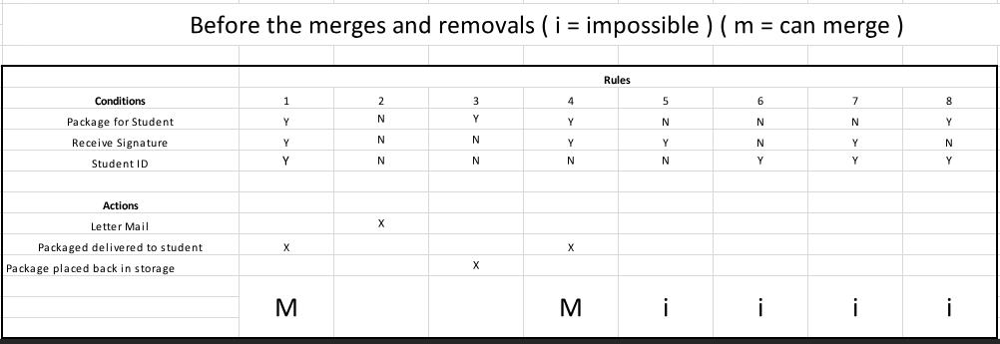 Before the merges and removals ( i = impossible ) ( m = can merge )
Rules
Conditions 1 2 3 4 5 6 7 8
Package for Student Y N Y Y N N N Y
Receive Signature Y N N Y Y N Y N
Student ID Y N N N N Y Y Y
Actions
Letter Mail X
Packaged delivered to student X X
Package placed back in storage X
M M i i i i